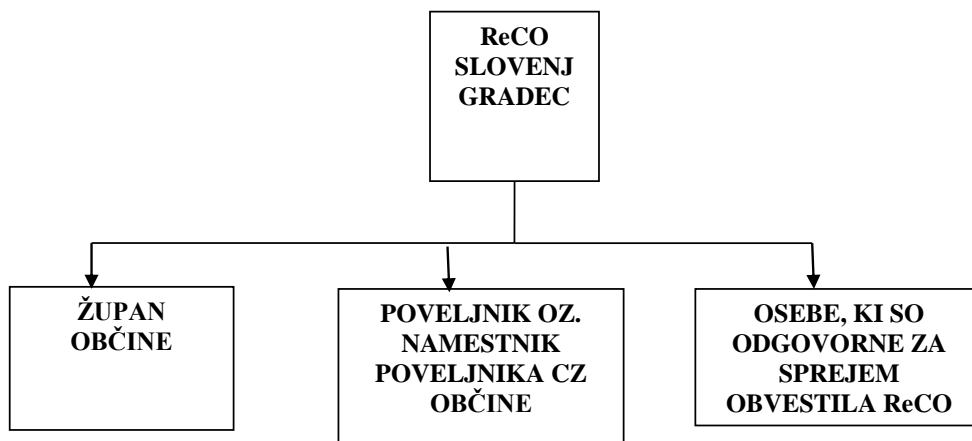 ReCO
SLOVENJ
GRADEC
ŽUPAN
OBČINE
POVELJNIK OZ.
NAMESTNIK
POVELJNIKA CZ
OBČINE
OSEBE, KI SO
ODGOVORNE ZA
SPREJEM
OBVESTILA ReCO